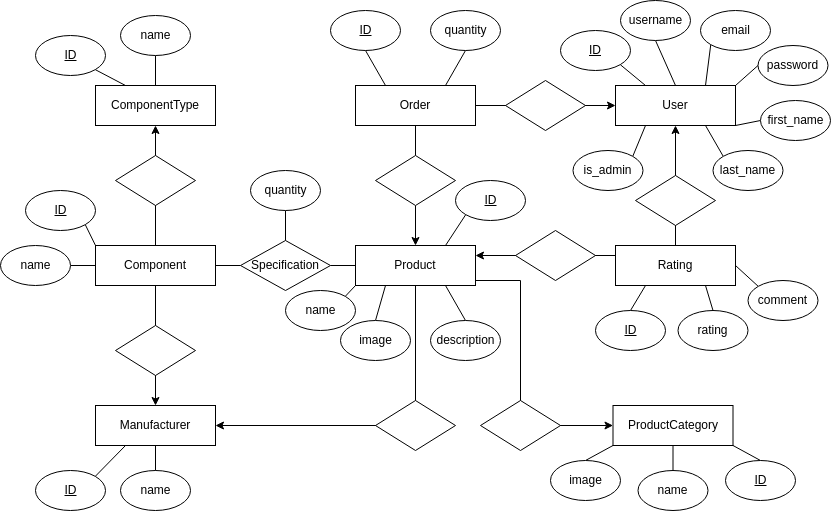 ID
name
ComponentType
ID
quantity
Order
username
email
ID
password
User
first_name
is_admin
last_name
quantity
ID
ID
name
Component
Specification
Product
Rating
name
image
description
ID
rating
comment
Manufacturer
ProductCategory
ID
name
image
name
ID